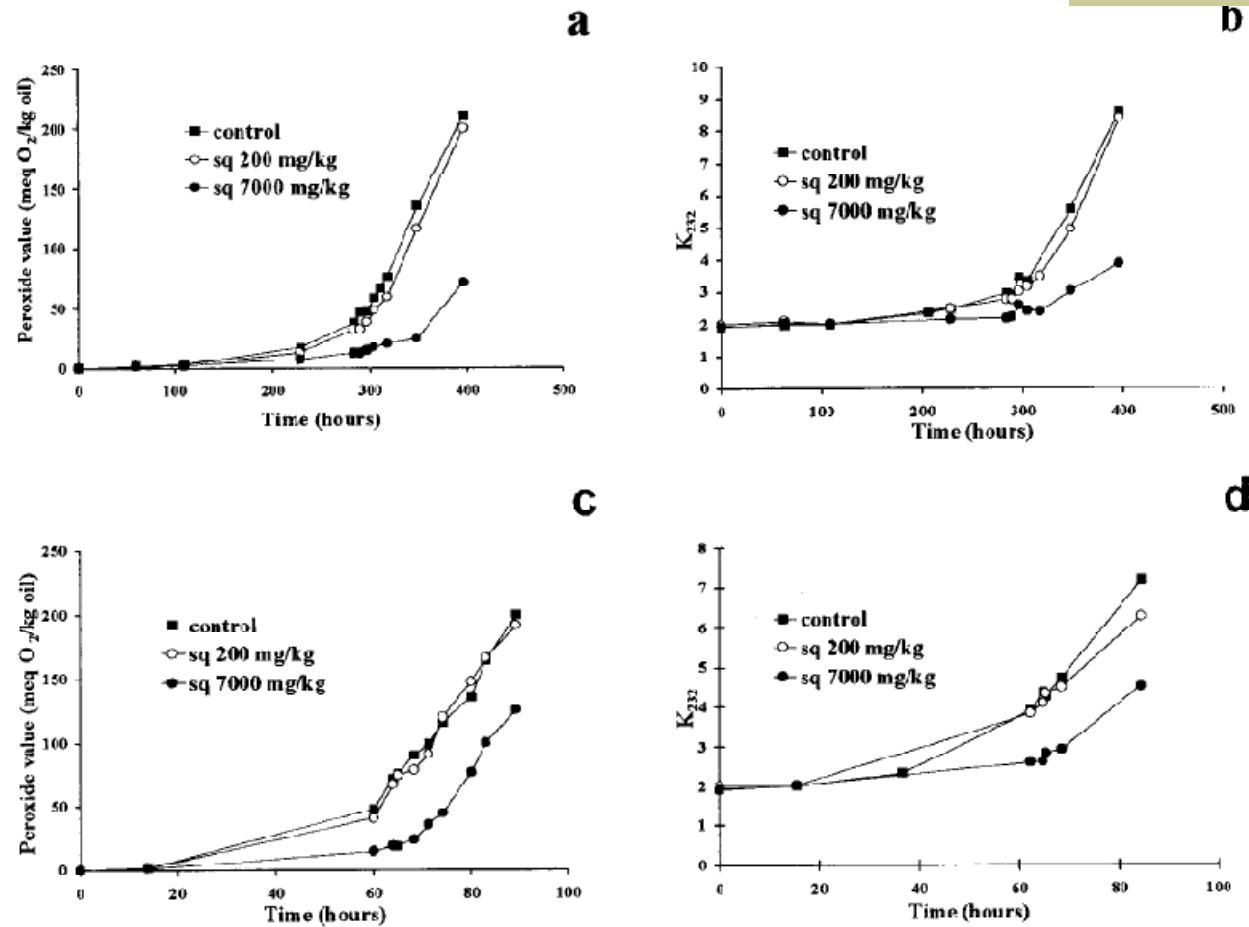 a
Peroxide value (meq O2/kg oil)
250
200
150
100
50
0
control
sq 200 mg/kg
sq 7000 mg/kg
0 100 200 300 400 500
Time (hours)
b
K232
10
9
8
7
6
5
4
3
2
1
0
control
sq 200 mg/kg
sq 7000 mg/kg
0 100 200 300 400 500
Time (hours)
c
Peroxide value (meq O2/kg oil)
250
200
150
100
50
0
control
sq 200 mg/kg
sq 7000 mg/kg
0 20 40 60 80 100
Time (hours)
d
K232
8
7
6
5
4
3
2
1
0
control
sq 200 mg/kg
sq 7000 mg/kg
0 20 40 60 80 100
Time (hours)